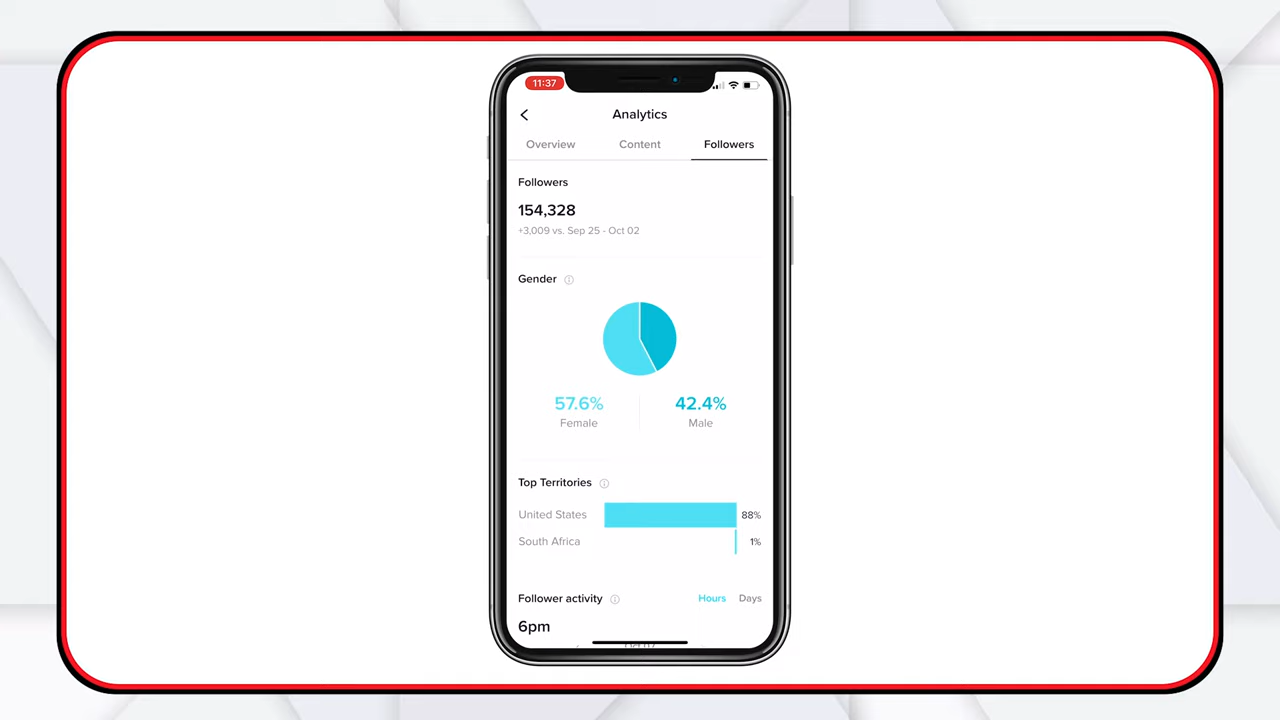 11:37
Analytics
Overview Content Followers
Followers
154,328
+3,009 vs. Sep 25 - Oct 02
Gender
57.6% 42.4%
Female Male
Top Territories
United States 88%
South Africa 1%
Follower activity Hours Days
6pm